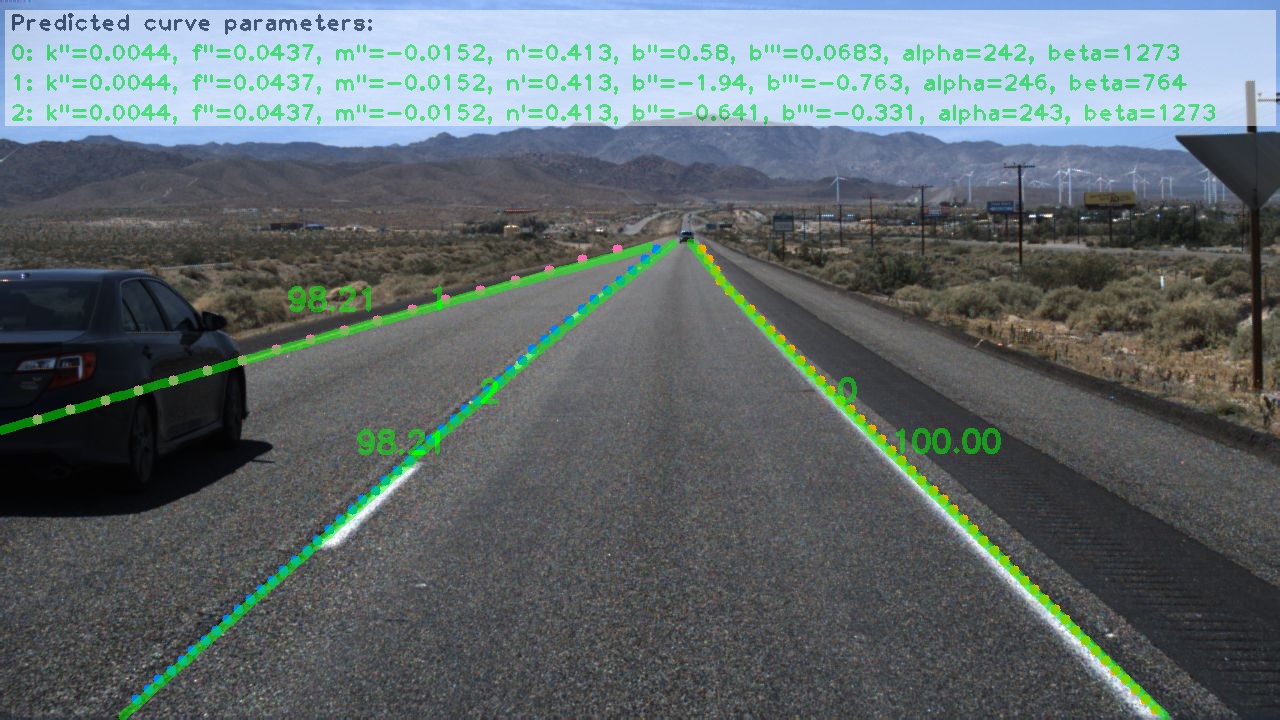 Predicted curve parameters:
0: k''=0.0044, f''=0.0437, m''=-0.0152, n'=0.413, b''=0.58, b'''=0.0683, alpha=242, beta=1273
1: k''=0.0044, f''=0.0437, m''=-0.0152, n'=0.413, b''=-1.94, b'''=-0.763, alpha=246, beta=764
2: k''=0.0044, f''=0.0437, m''=-0.0152, n'=0.413, b''=-0.641, b'''=-0.331, alpha=243, beta=1273
98.21 1
2 0
98.21 100.00